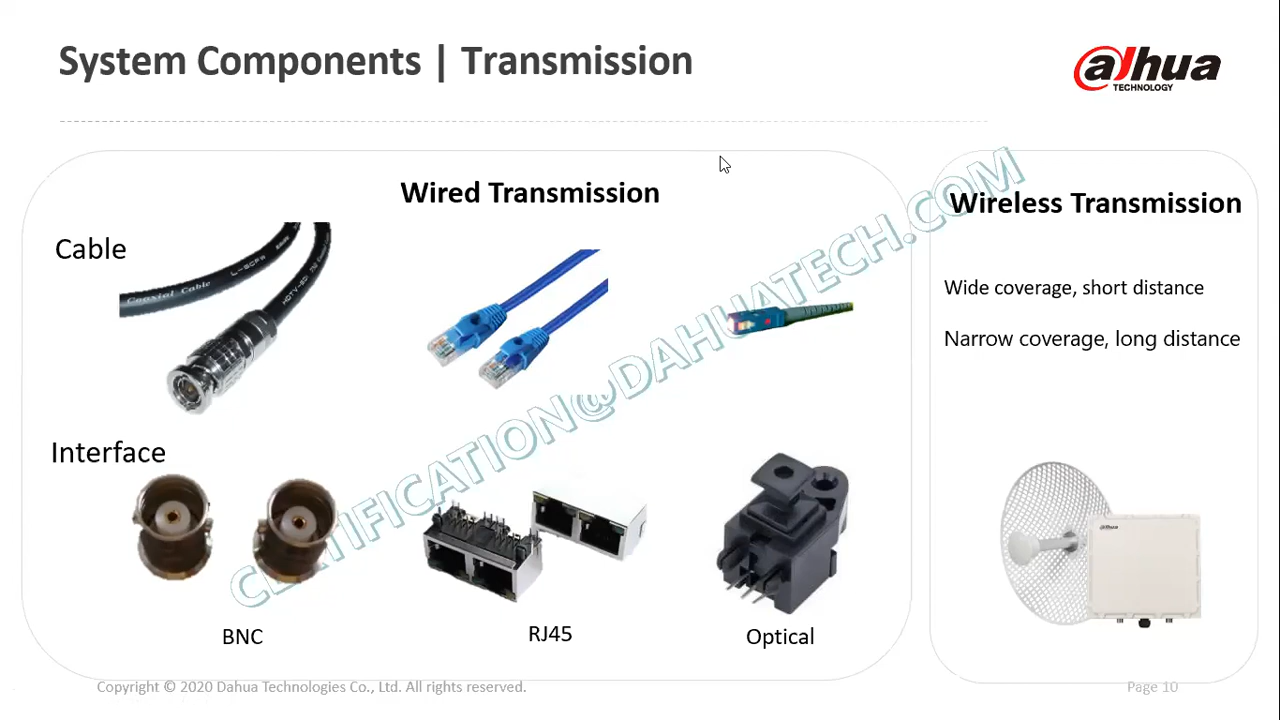 System Components | Transmission
alhua
TECHNOLOGY
Wired Transmission
Cable
Coaxial Cable
Interface
BNC
RJ45
Optical
Wireless Transmission
Wide coverage, short distance
Narrow coverage, long distance
alhua
CERTIFICATION@DAHUATECH.COM
Copyright © 2020 Dahua Technologies Co., Ltd. All rights reserved.
Page 10